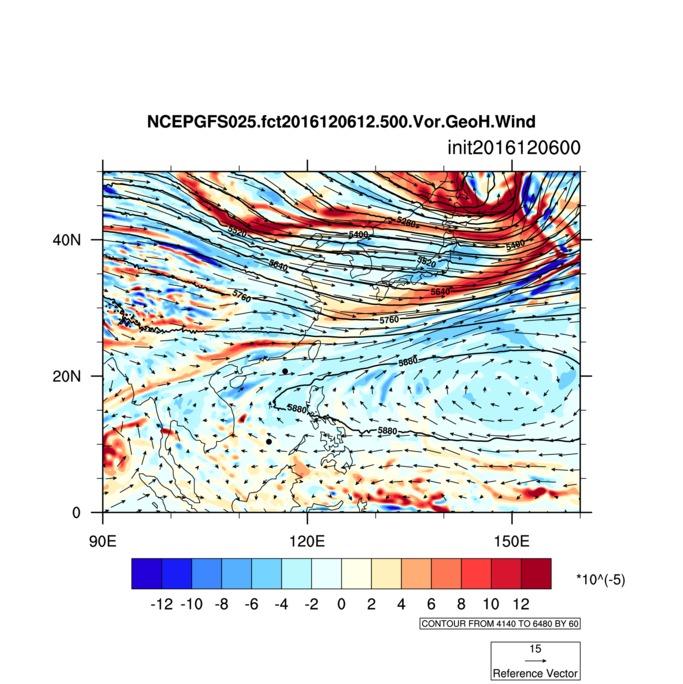 NCEPGFS025.fct2016120612.500.Vor.GeoH.Wind
init2016120600
5280
5520
5400
5400
40N
5640
5520
5640
5760
5760
5880
20N
5880
5880
0
90E 120E 150E
-12 -10 -8 -6 -4 -2 0 2 4 6 8 10 12
*10^(-5)
CONTOUR FROM 4140 TO 6480 BY 60
15
Reference Vector